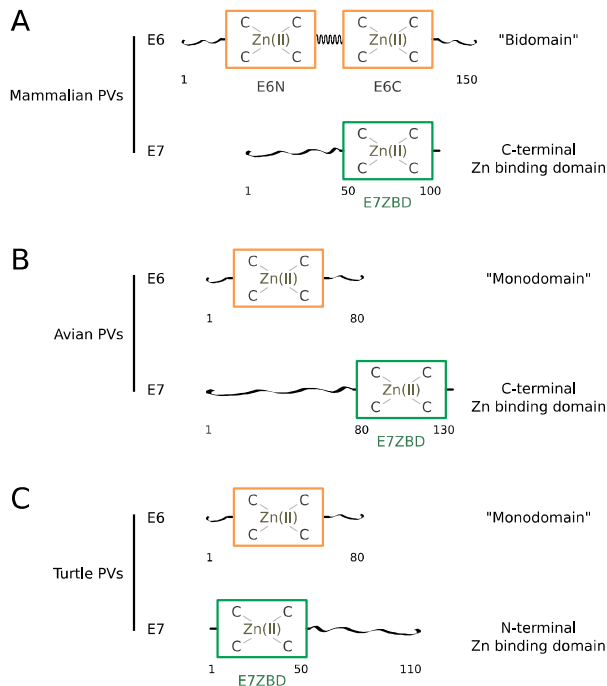 A
E6
C C C C
Zn(II) Zn(II)
C C C C
"Bidomain"
1 E6N E6C 150
Mammalian PVs
E7
C C
Zn(II)
C C
C-terminal
Zn binding domain
1 50 100
E7ZBD
B
E6
C C
Zn(II)
C C
"Monodomain"
1 80
Avian PVs
E7
C C
Zn(II)
C C
C-terminal
Zn binding domain
1 80 130
E7ZBD
C
E6
C C
Zn(II)
C C
"Monodomain"
1 80
Turtle PVs
E7
C C
Zn(II)
C C
N-terminal
Zn binding domain
1 50 110
E7ZBD